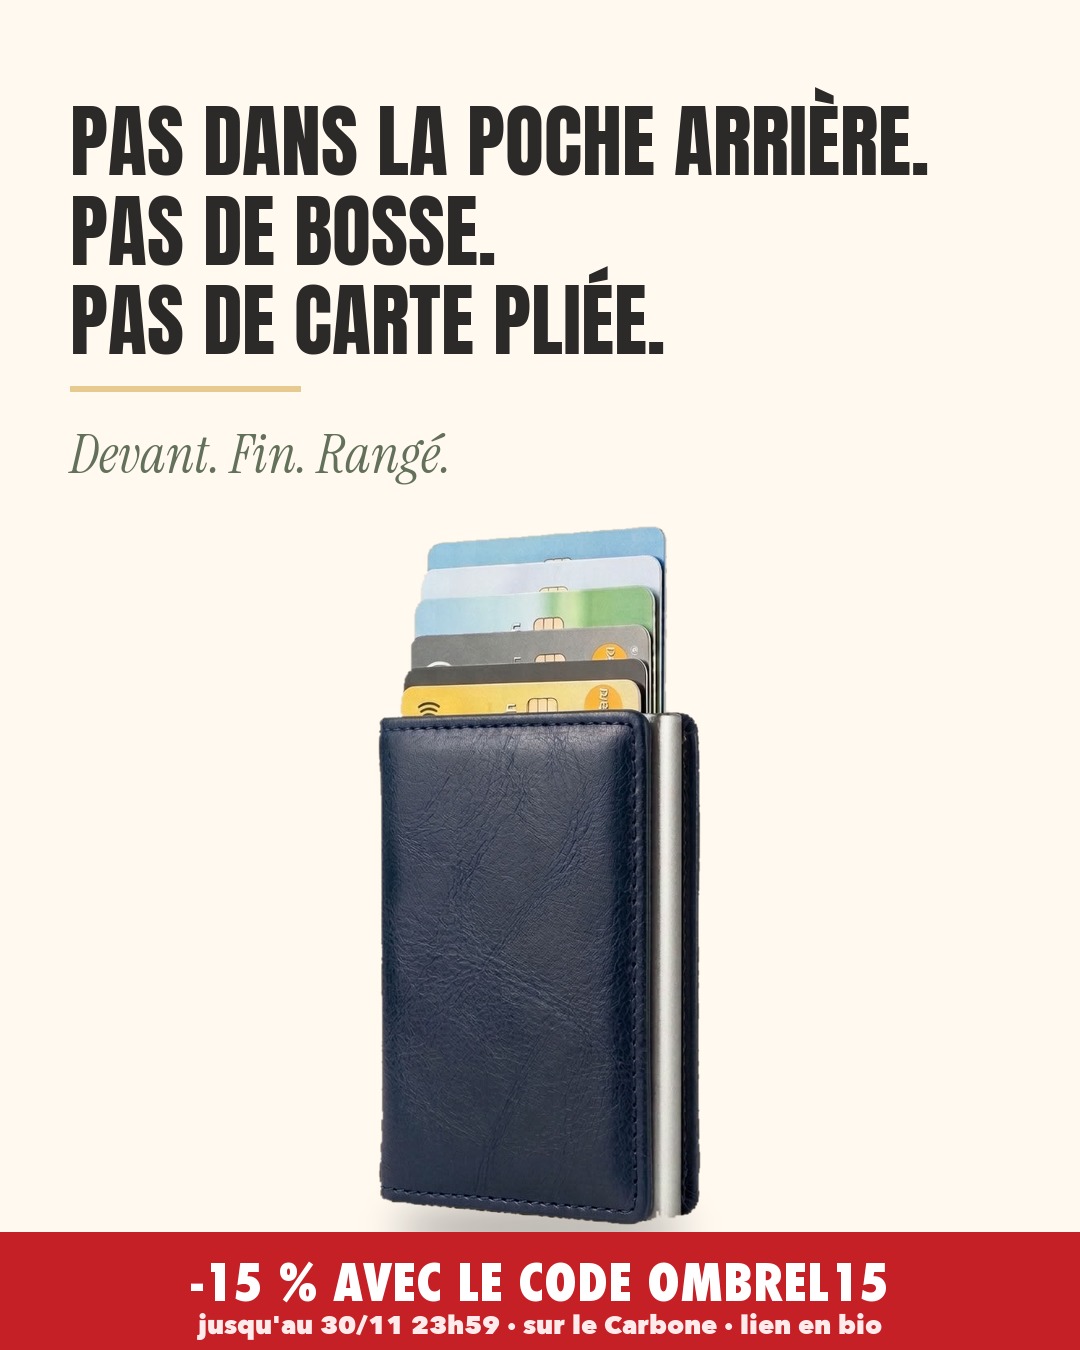 PAS DANS LA POCHE ARRIÈRE.
PAS DE BOSSE.
PAS DE CARTE PLIÉE.
Devant. Fin. Rangé.
-15 % AVEC LE CODE OMBREL15
jusqu'au 30/11 23h59 · sur le Carbone · lien en bio